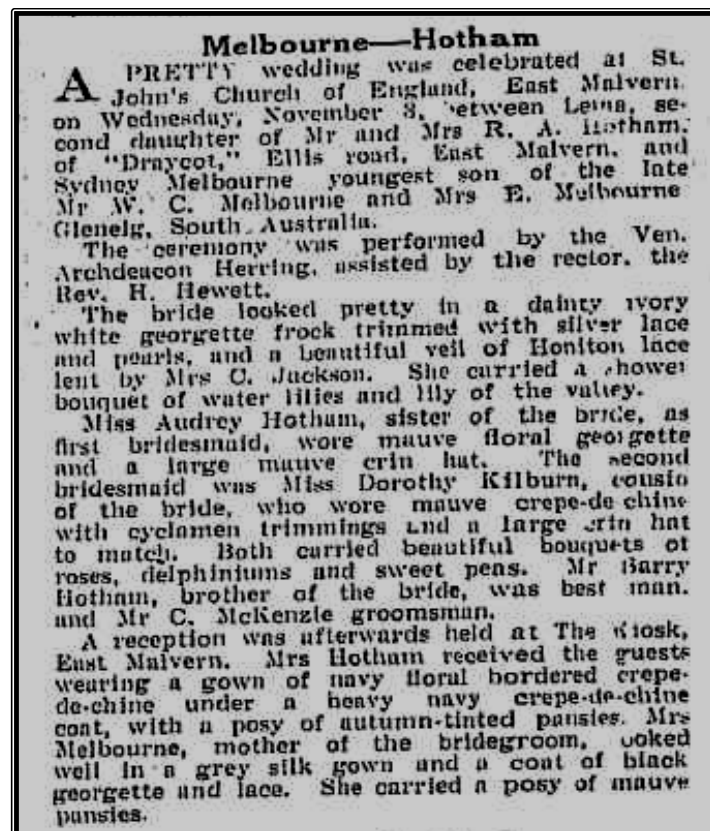 Melbourne—Hotham
A PRETTY wedding was celebrated at St.
John's Church of England, East Malvern.
on Wednesday, November 8, between Leina, se-
cond daughter of Mr and Mrs R. A. Hotham,
of "Draycot," Ellis road, East Malvern, and
Sydney Melbourne youngest son of the late
Mr W. C. Melbourne and Mrs E. Melbourne
Glenelg, South Australia.
The ceremony was performed by the Ven.
Archdeacon Herring, assisted by the rector, the
Rev. H. Hewett.
The bride looked pretty in a dainty ivory
white georgette frock trimmed with silver lace
and pearls, and a beautiful veil of Honiton lace
lent by Mrs C. Jackson. She carried a shower
bouquet of water lilies and lily of the valley.
Miss Audrey Hotham, sister of the bride, as
first bridesmaid, wore mauve floral georgette
and a large mauve crin hat. The second
bridesmaid was Miss Dorothy Kilburn, cousin
of the bride, who wore mauve crepe-de-chine
with cyclamen trimmings and a large crin hat
to match. Both carried beautiful bouquets of
roses, delphiniums and sweet peas. Mr Barry
Hotham, brother of the bride, was best man.
and Mr C. McKenzie groomsman.
A reception was afterwards held at The Kiosk,
East Malvern. Mrs Hotham received the guests
wearing a gown of navy floral bordered crepe-
de-chine under a heavy navy crepe-de-chine
coat, with a posy of autumn-tinted pansies. Mrs
Melbourne, mother of the bridegroom, looked
well in a grey silk gown and a coat of black
georgette and lace. She carried a posy of mauve
pansies.